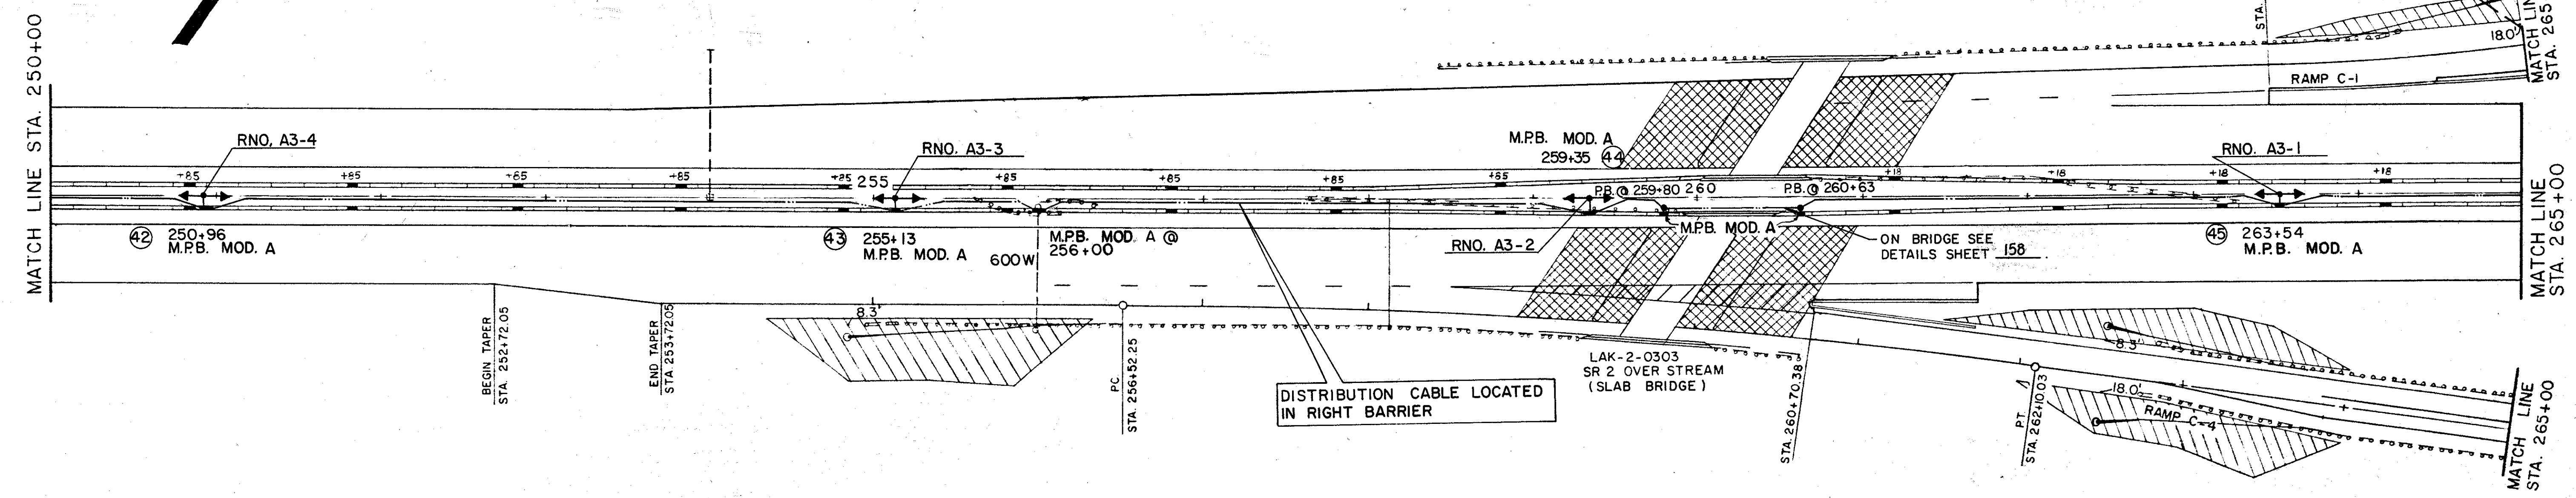 MATCH LINE STA. 250+00
RNO. A3-4
RNO. A3-3
M.P.B. MOD. A
259+35 44
RNO. A3-1
RAMP C-1
18.0'
STA.
MATCH LINE
STA. 265
+85
+85
+85
+85
+85
255
+85
+85
+85
+85
P.B.@ 259+80 260
P.B.@ 260+63
+18
+18
+18
+18
42 250+96
M.P.B. MOD. A
43 255+13
M.P.B. MOD. A
600W
M.P.B. MOD. A @
256+00
RNO. A3-2
M.P.B. MOD. A
ON BRIDGE SEE
DETAILS SHEET 158.
45 263+54
M.P.B. MOD. A
MATCH LINE
STA. 265+00
BEGIN TAPER
STA. 252+72.05
END TAPER
STA. 253+72.05
8.3'
P.C.
STA. 256+52.25
DISTRIBUTION CABLE LOCATED
IN RIGHT BARRIER
LAK-2-0303
SR 2 OVER STREAM
(SLAB BRIDGE)
STA. 260+70.38
P.T.
STA. 262+10.03
8.3'
18.0'
RAMP C-4
MATCH LINE
STA. 265+00